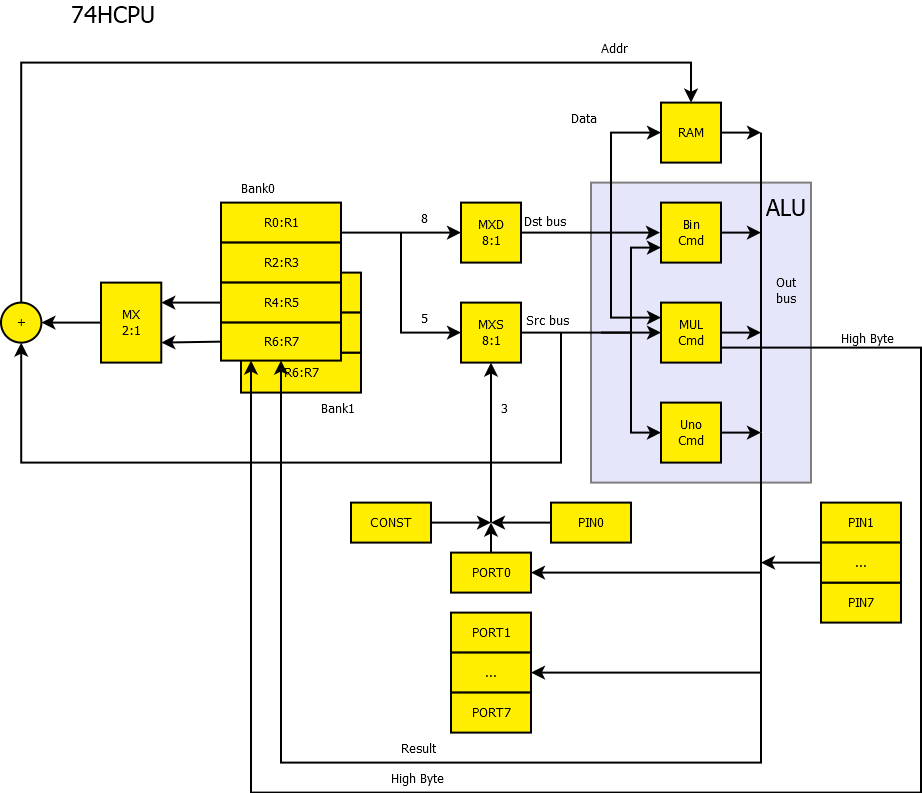 74HCPU
Addr
Data
RAM
Bank0
R0:R1
R2:R3
R4:R5
R6:R7
R6:R7
Bank1
8
5
3
MX
2:1
+
MXD
8:1
MXS
8:1
Dst bus
Src bus
ALU
Bin
Cmd
MUL
Cmd
Uno
Cmd
Out
bus
High Byte
CONST
PIN0
PORT0
PORT1
...
PORT7
PIN1
...
PIN7
Result
High Byte